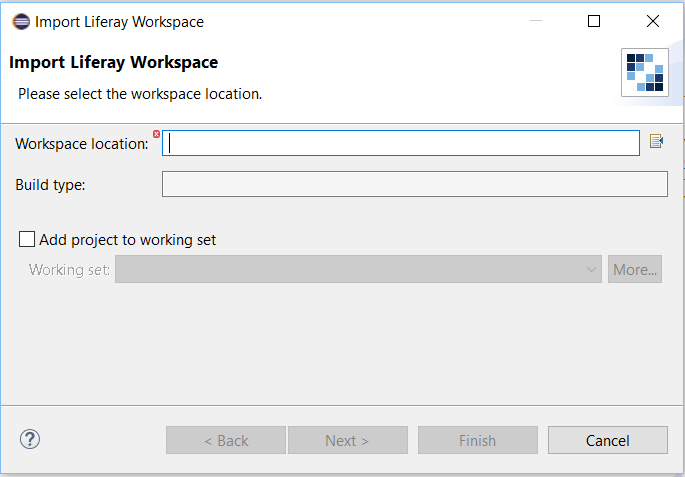 Import Liferay Workspace
Import Liferay Workspace
Please select the workspace location.
Workspace location:
Build type:
Add project to working set
Working set:
More...
< Back
Next >
Finish
Cancel